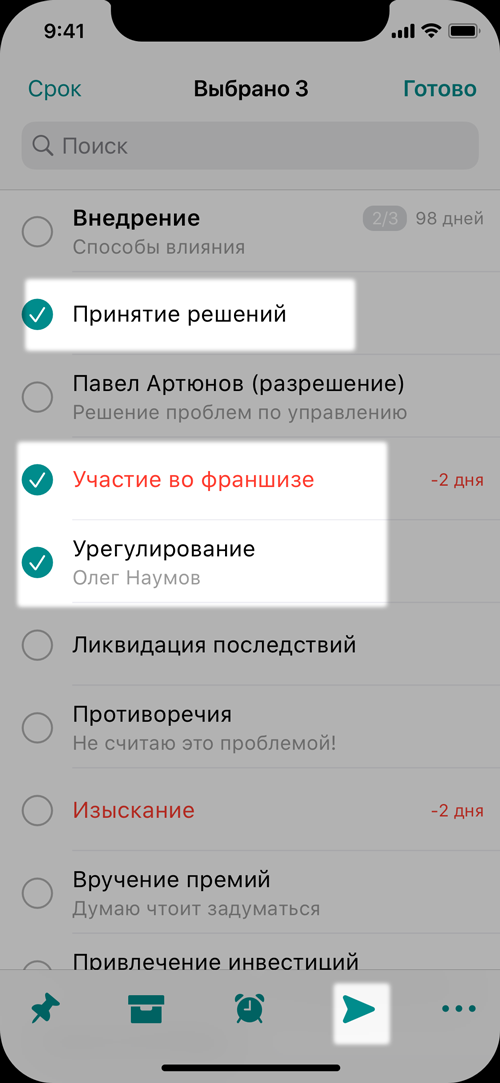 9:41
Срок Выбрано 3 Готово
Поиск
Внедрение 2/3 98 дней
Способы влияния
Принятие решений
Павел Артюнов (разрешение)
Решение проблем по управлению
Участие во франшизе -2 дня
Урегулирование
Олег Наумов
Ликвидация последствий
Противоречия
Не считаю это проблемой!
Изыскание -2 дня
Вручение премий
Думаю чтоит задуматься
Привлечение инвестиций